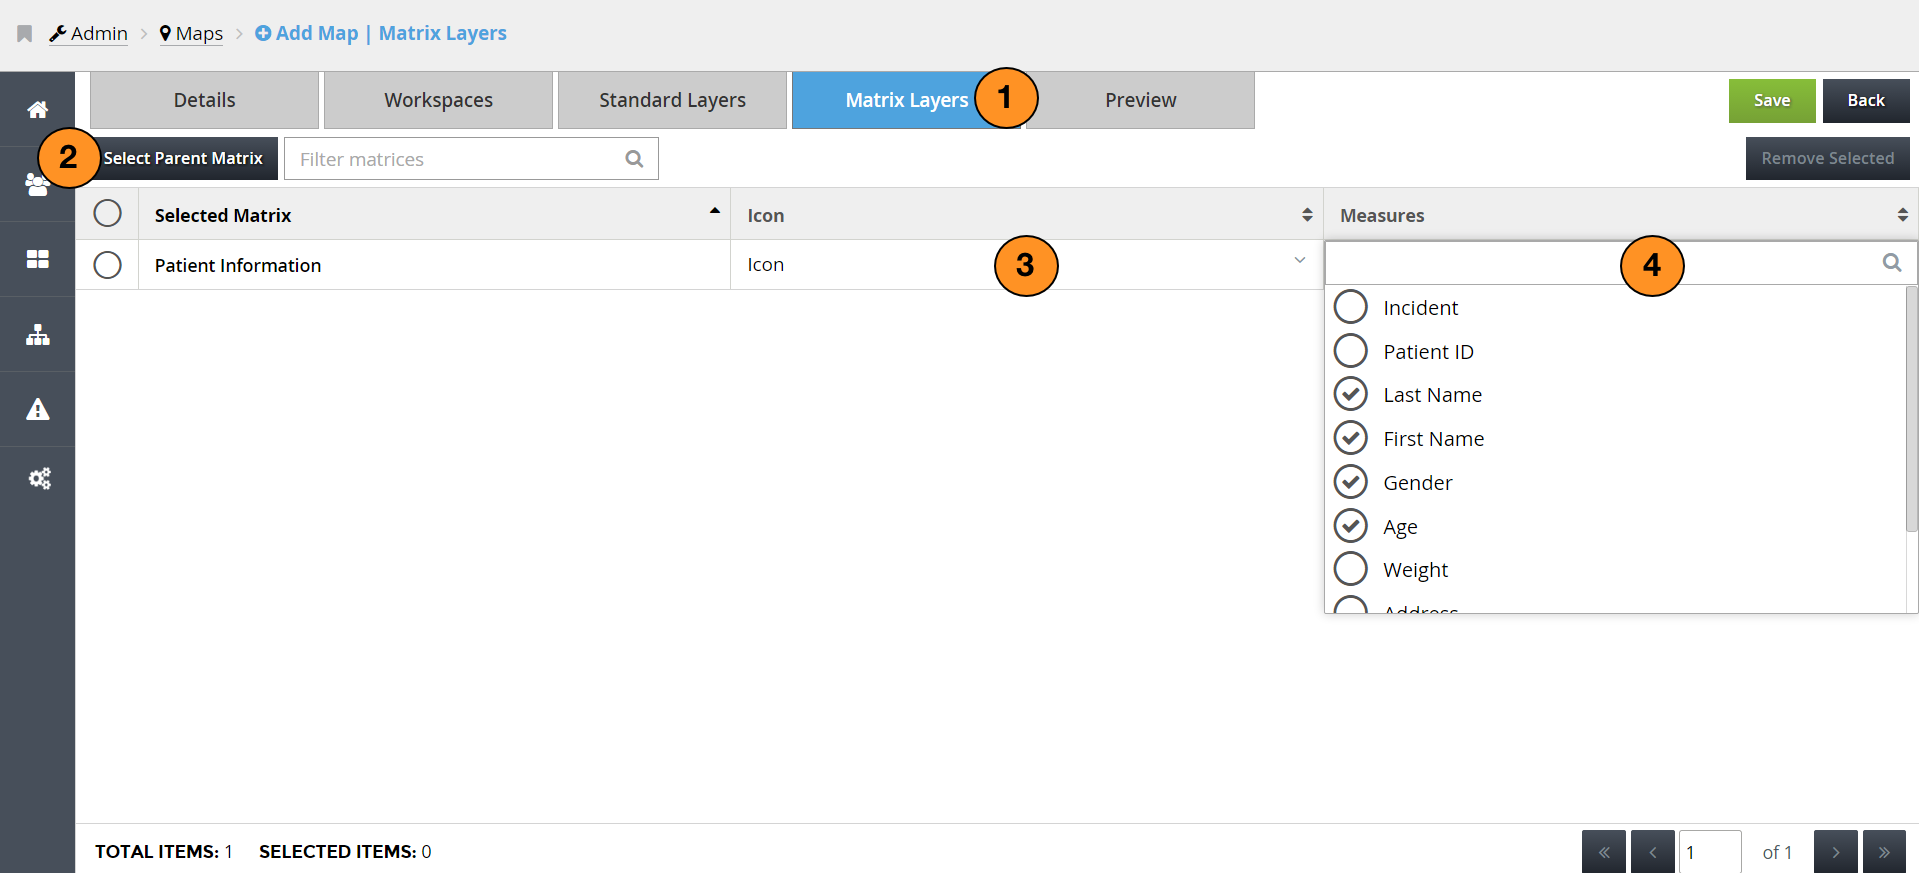 Admin > Maps > Add Map | Matrix Layers
Details Workspaces Standard Layers Matrix Layers 1 Preview Save Back
2 Select Parent Matrix Filter matrices Remove Selected
Selected Matrix Icon Measures
Patient Information Icon 3 4
Incident
Patient ID
Last Name
First Name
Gender
Age
Weight
Address
TOTAL ITEMS: 1 SELECTED ITEMS: 0 « ‹ 1 of 1 › »